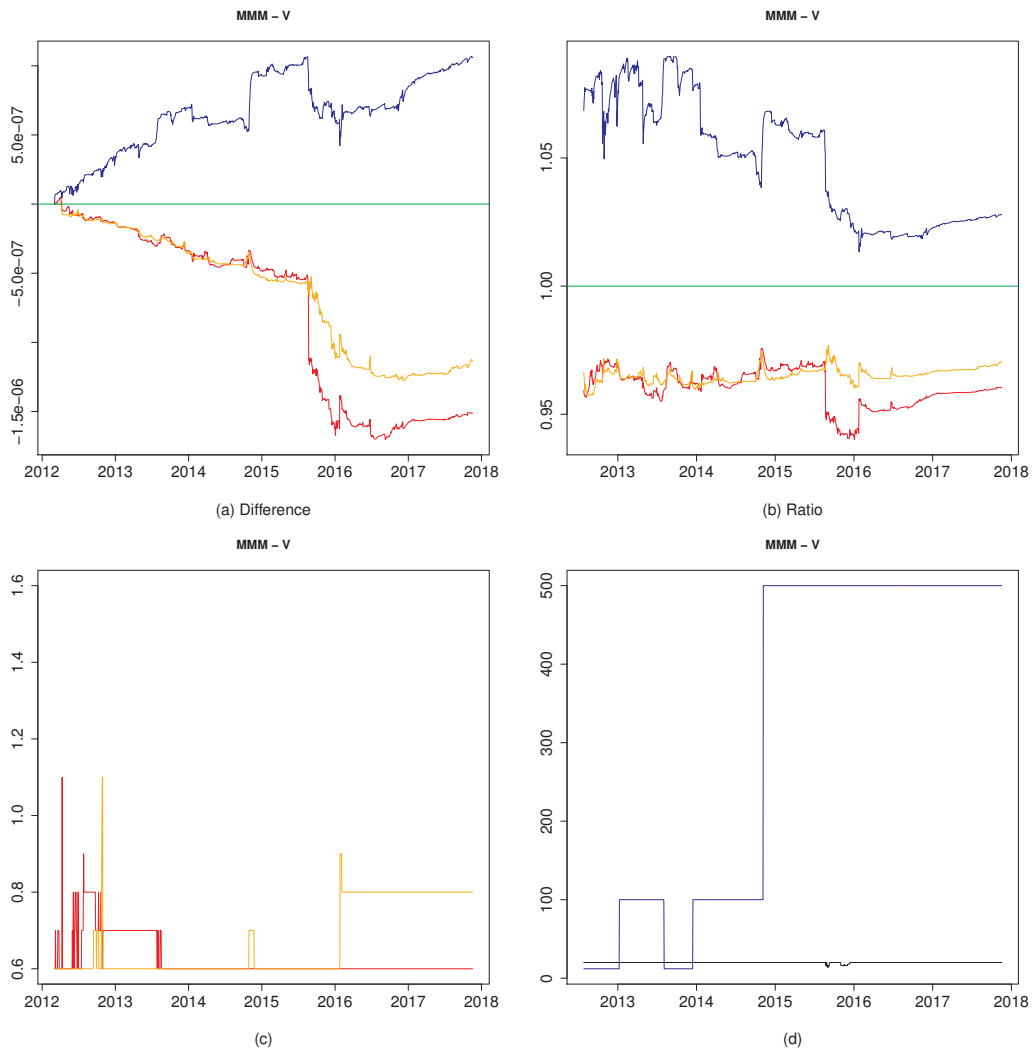 MMM – V
MMM – V
5.0e−07
−5.0e−07
−1.5e−06
2012 2013 2014 2015 2016 2017 2018
(a) Difference
1.05
1.00
0.95
2013 2014 2015 2016 2017 2018
(b) Ratio
MMM – V
MMM – V
1.6
1.4
1.2
1.0
0.8
0.6
2012 2013 2014 2015 2016 2017 2018
(c)
500
400
300
200
100
0
2013 2014 2015 2016 2017 2018
(d)